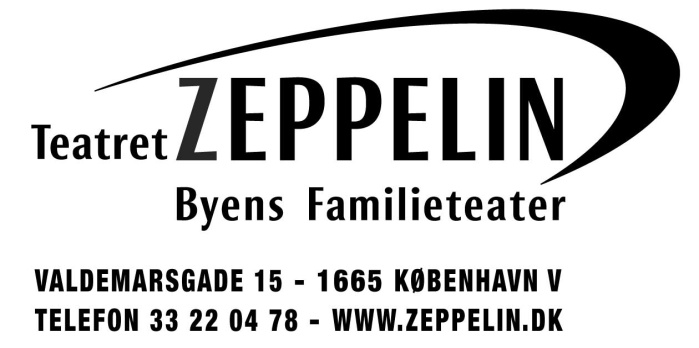 Teatret ZEPPELIN
Byens Familieteater
VALDEMARSGADE 15 - 1665 KØBENHAVN V
TELEFON 33 22 04 78 - WWW.ZEPPELIN.DK